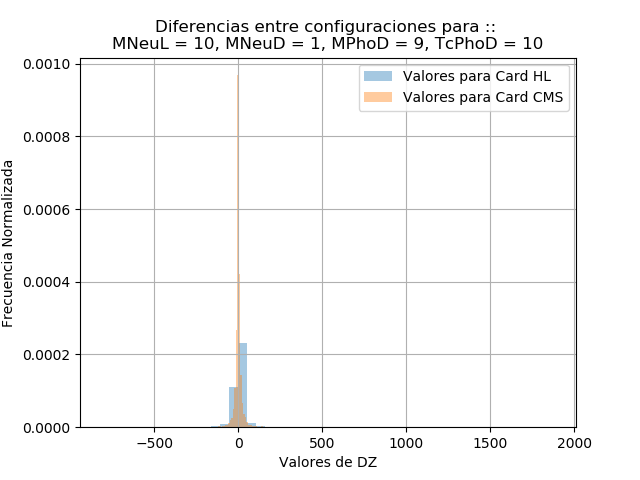 Diferencias entre configuraciones para ::
MNeuL = 10, MNeuD = 1, MPhoD = 9, TcPhoD = 10
Valores para Card HL
Valores para Card CMS
Frecuencia Normalizada
0.0010
0.0008
0.0006
0.0004
0.0002
0.0000
−500
0
500
1000
1500
2000
Valores de DZ